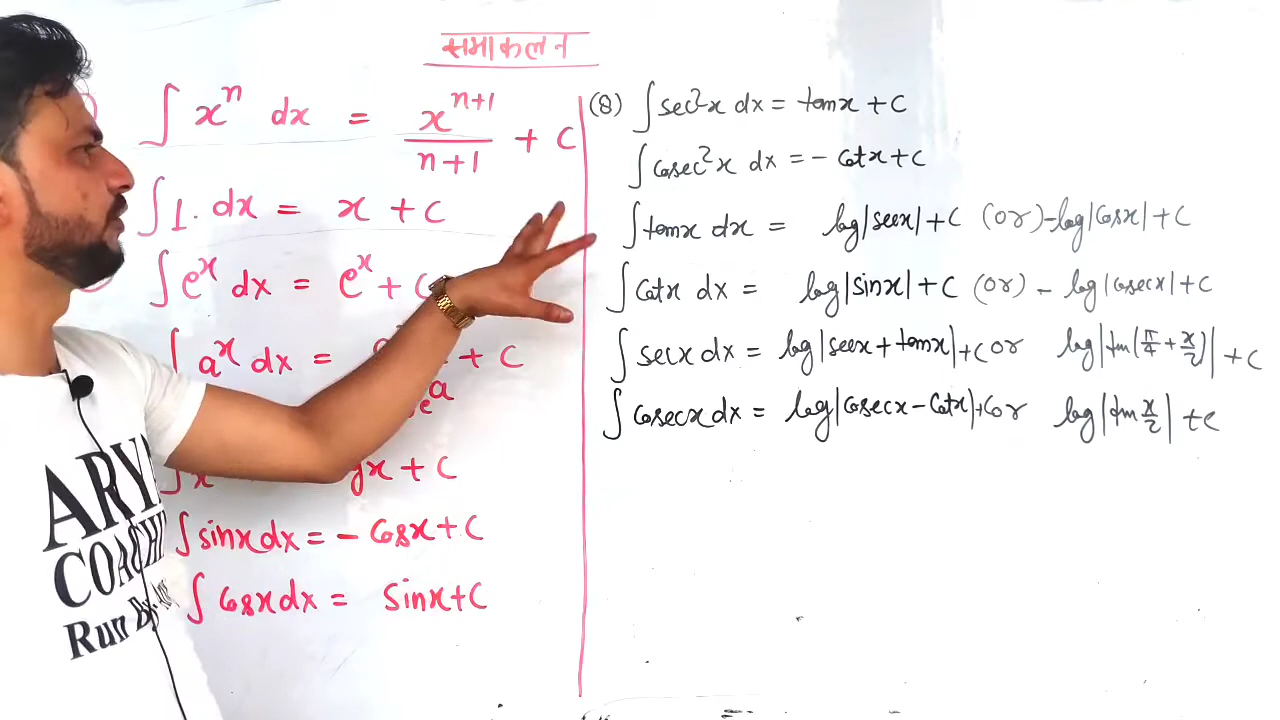 समाकलन
∫ xⁿ dx = xⁿ⁺¹/n+1 + C
∫ 1. dx = x + C
∫ eˣ dx = eˣ + C
∫ aˣ dx = + C
x + C
∫ sinx dx = - Cosx + C
∫ Cosx dx = Sinx + C
(8) ∫ sec²x dx = tanx + C
∫ Cosec²x dx = - Cotx + C
∫ tanx dx = log|secx| + C (or) -log|Cosx| + C
∫ Cotx dx = log|sinx| + C (or) - log|Cosecx| + C
∫ secx dx = log|secx + tanx| + C or log|tan(π/4 + x/2)| + C
∫ Cosecx dx = log|Cosecx - Cotx| + C or log|tan x/2| + C
COACHI
Run By